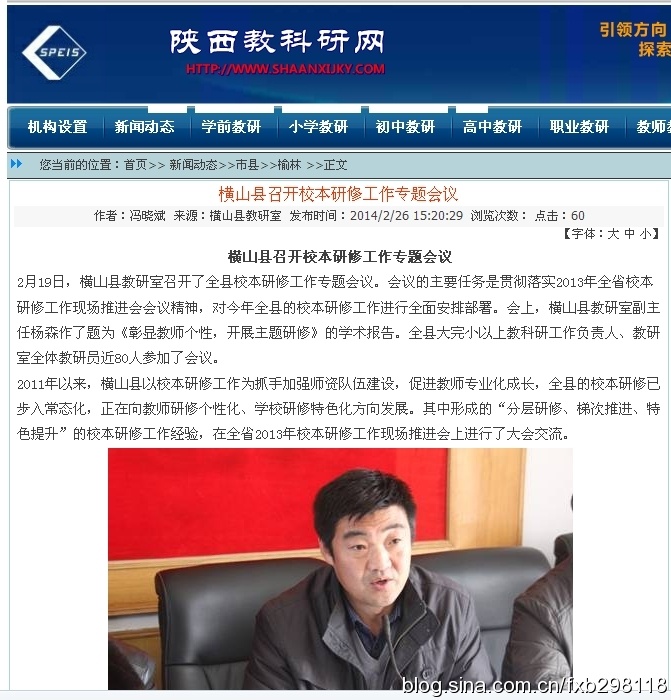 SPEIS
陕西教科研网
HTTP://WWW.SHAANXIJKY.COM
引领方向
探索
机构设置 新闻动态 学前教研 小学教研 初中教研 高中教研 职业教研 教师教
您当前的位置：首页>> 新闻动态>>市县>>榆林 >>正文
横山县召开校本研修工作专题会议
作者：冯晓斌 来源：横山县教研室 发布时间：2014/2/26 15:20:29 浏览次数： 点击：60
【字体：大 中 小】
横山县召开校本研修工作专题会议
2月19日，横山县教研室召开了全县校本研修工作专题会议。会议的主要任务是贯彻落实2013年全省校本
研修工作现场推进会会议精神，对今年全县的校本研修工作进行全面安排部署。会上，横山县教研室副主
任杨森作了题为《彰显教师个性，开展主题研修》的学术报告。全县大完小以上教科研工作负责人、教研
室全体教研员近80人参加了会议。
2011年以来，横山县以校本研修工作为抓手加强师资队伍建设，促进教师专业化成长，全县的校本研修已
步入常态化，正在向教师研修个性化、学校研修特色化方向发展。其中形成的“分层研修、梯次推进、特
色提升”的校本研修工作经验，在全省2013年校本研修工作现场推进会上进行了大会交流。
blog.sina.com.cn/fxb298118